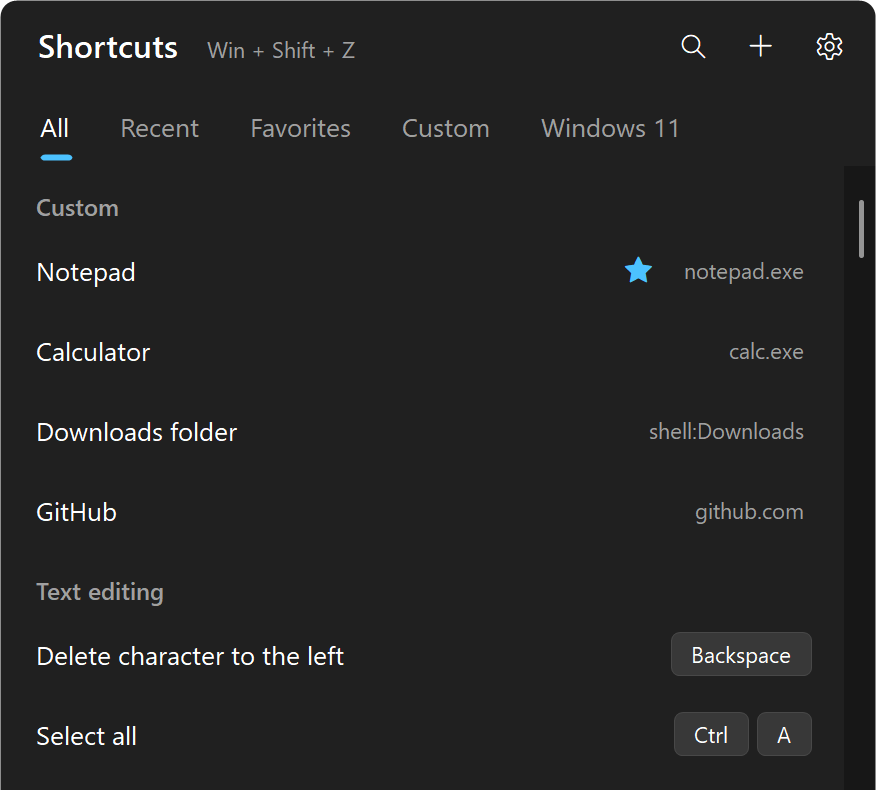 Shortcuts Win + Shift + Z
All Recent Favorites Custom Windows 11
Custom
Notepad notepad.exe
Calculator calc.exe
Downloads folder shell:Downloads
GitHub github.com
Text editing
Delete character to the left Backspace
Select all Ctrl A